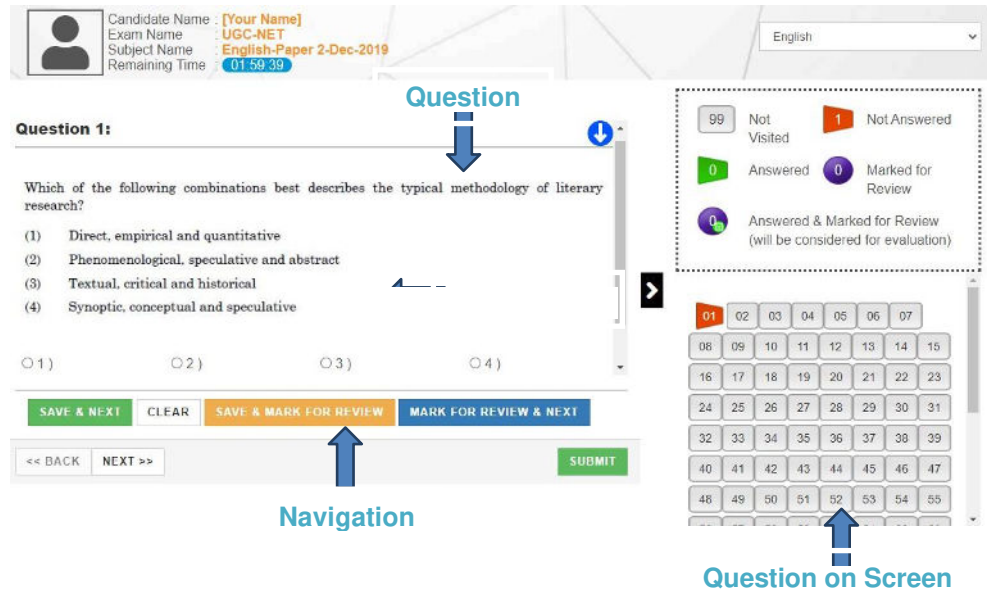 Candidate Name : [Your Name]
Exam Name : UGC-NET
Subject Name : English-Paper 2-Dec-2019
Remaining Time : 01:59:39
English
Question
Question 1:
Which of the following combinations best describes the typical methodology of literary
research?
(1) Direct, empirical and quantitative
(2) Phenomenological, speculative and abstract
(3) Textual, critical and historical
(4) Synoptic, conceptual and speculative
1) 2) 3) 4)
SAVE & NEXT CLEAR SAVE & MARK FOR REVIEW MARK FOR REVIEW & NEXT
<< BACK NEXT >> SUBMIT
Navigation
99 Not Visited 1 Not Answered
0 Answered 0 Marked for Review
0 Answered & Marked for Review
(will be considered for evaluation)
01 02 03 04 05 06 07
08 09 10 11 12 13 14 15
16 17 18 19 20 21 22 23
24 25 26 27 28 29 30 31
32 33 34 35 36 37 38 39
40 41 42 43 44 45 46 47
48 49 50 51 52 53 54 55
Question on Screen